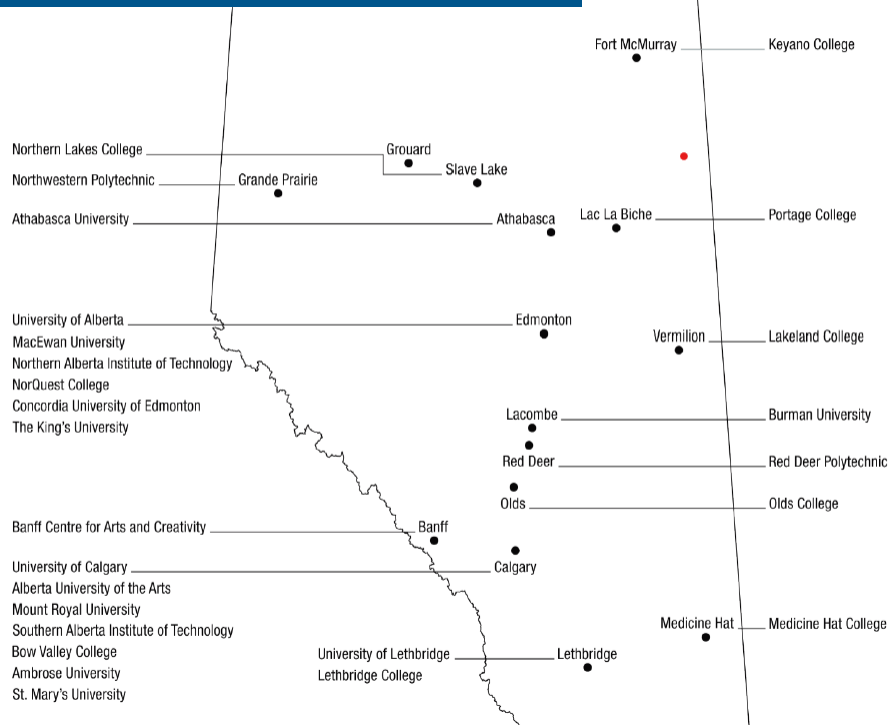 Fort McMurray
Keyano College
Northern Lakes College
Grouard
Slave Lake
Northwestern Polytechnic
Grande Prairie
Athabasca University
Athabasca
Lac La Biche
Portage College
University of Alberta
Edmonton
MacEwan University
Northern Alberta Institute of Technology
NorQuest College
Concordia University of Edmonton
The King's University
Vermilion
Lakeland College
Lacombe
Burman University
Red Deer
Red Deer Polytechnic
Olds
Olds College
Banff Centre for Arts and Creativity
Banff
University of Calgary
Calgary
Alberta University of the Arts
Mount Royal University
Southern Alberta Institute of Technology
Bow Valley College
Ambrose University
St. Mary's University
Medicine Hat
Medicine Hat College
University of Lethbridge
Lethbridge
Lethbridge College